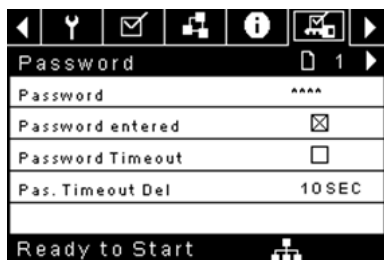 Password 1
Password ^^^^
Password entered
Password Timeout
Pas. Timeout Del 10SEC
Ready to Start